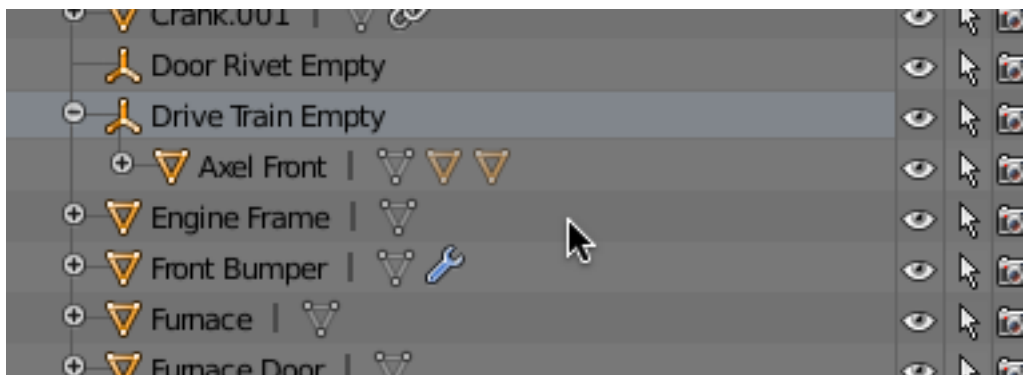 Crank.001 |
Door Rivet Empty
Drive Train Empty
Axel Front |
Engine Frame |
Front Bumper |
Furnace |
Furnace Door |